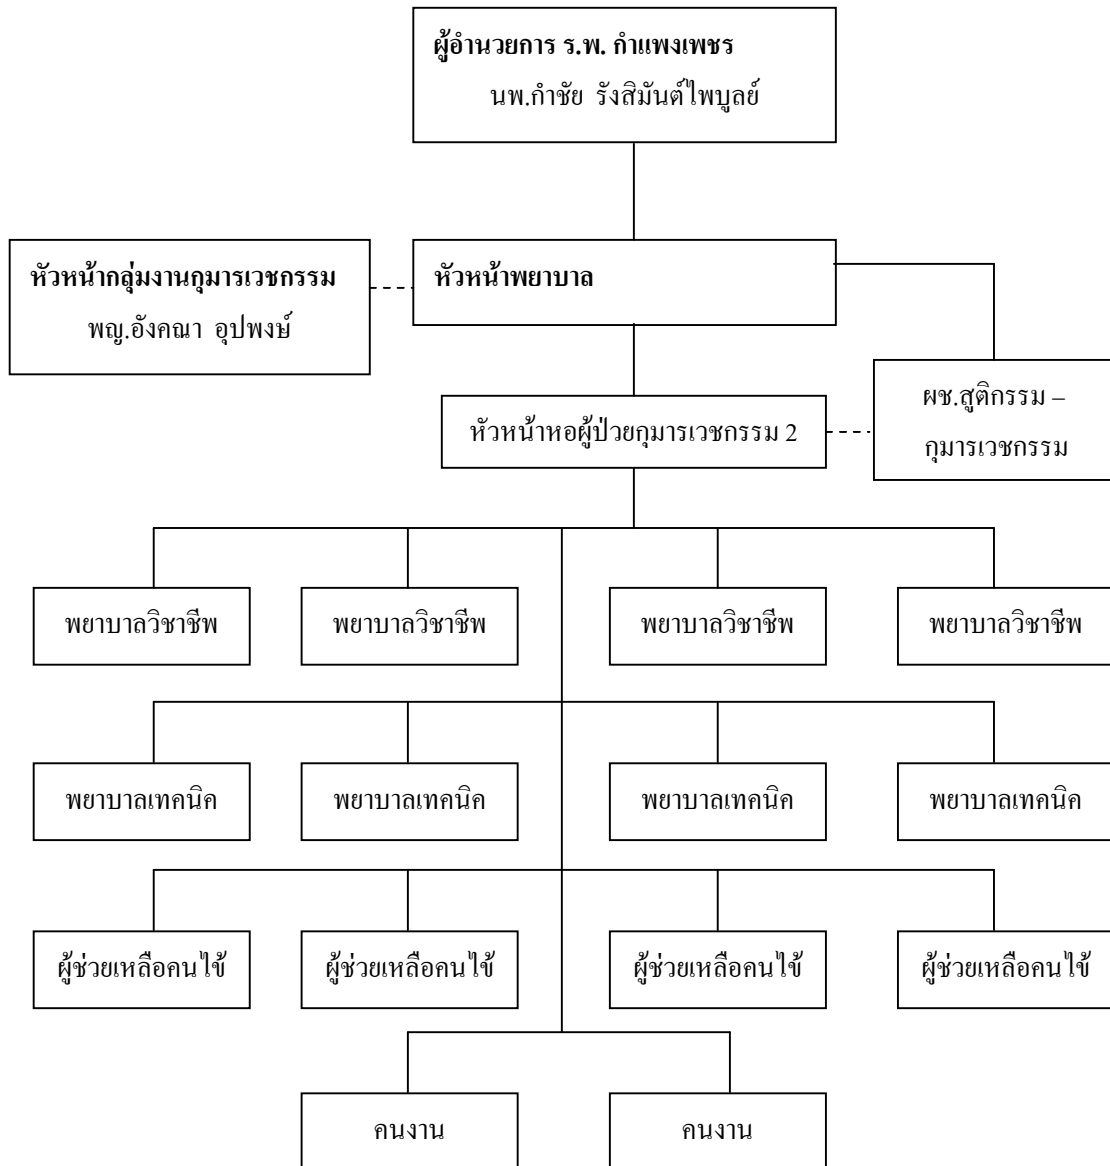 ผู้อำนวยการ ร.พ. กำแพงเพชร
นพ.กำชัย รังสิมันต์ไพบูลย์
หัวหน้ากลุ่มงานกุมารเวชกรรม
พญ.อังคณา อุปพงษ์
หัวหน้าพยาบาล
ผช.สูติกรรม –
กุมารเวชกรรม
หัวหน้าหอผู้ป่วยกุมารเวชกรรม 2
พยาบาลวิชาชีพ
พยาบาลวิชาชีพ
พยาบาลวิชาชีพ
พยาบาลวิชาชีพ
พยาบาลเทคนิค
พยาบาลเทคนิค
พยาบาลเทคนิค
พยาบาลเทคนิค
ผู้ช่วยเหลือคนไข้
ผู้ช่วยเหลือคนไข้
ผู้ช่วยเหลือคนไข้
ผู้ช่วยเหลือคนไข้
คนงาน
คนงาน